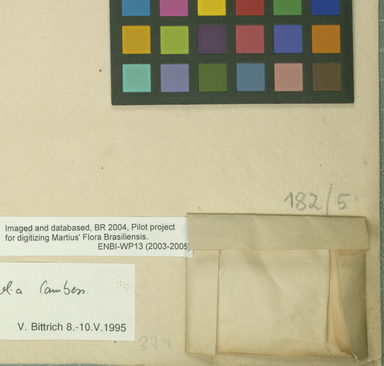 182/5
Imaged and databased, BR 2004, Pilot project
for digitizing Martius' Flora Brasiliensis.
ENBI-WP13 (2003-2005)
Cambess.
V. Bittrich 8.-10.V.1995